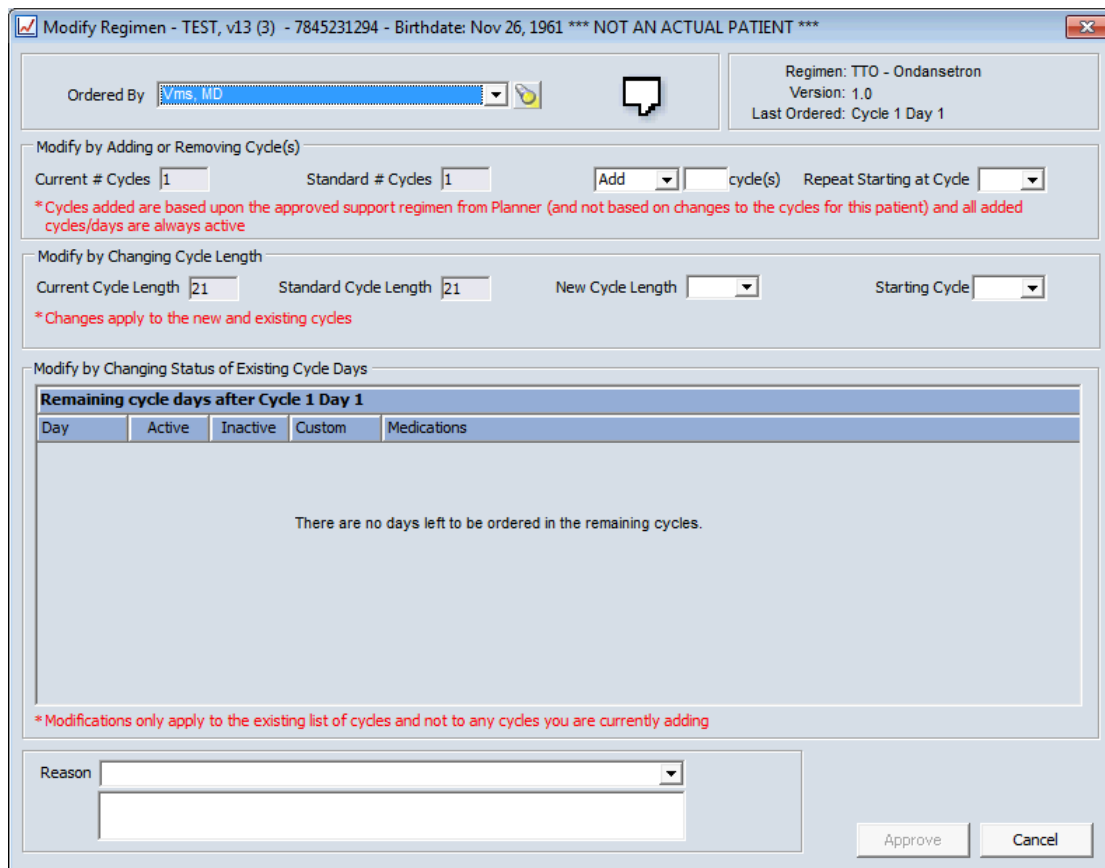 Modify Regimen - TEST, v13 (3) - 7845231294 - Birthdate: Nov 26, 1961 *** NOT AN ACTUAL PATIENT ***
Ordered By Vms, MD
Regimen: TTO - Ondansetron
Version: 1.0
Last Ordered: Cycle 1 Day 1
Modify by Adding or Removing Cycle(s)
Current # Cycles 1 Standard # Cycles 1 Add cycle(s) Repeat Starting at Cycle
*Cycles added are based upon the approved support regimen from Planner (and not based on changes to the cycles for this patient) and all added
cycles/days are always active
Modify by Changing Cycle Length
Current Cycle Length 21 Standard Cycle Length 21 New Cycle Length Starting Cycle
*Changes apply to the new and existing cycles
Modify by Changing Status of Existing Cycle Days
Remaining cycle days after Cycle 1 Day 1
Day Active Inactive Custom Medications
There are no days left to be ordered in the remaining cycles.
*Modifications only apply to the existing list of cycles and not to any cycles you are currently adding
Reason
Approve Cancel